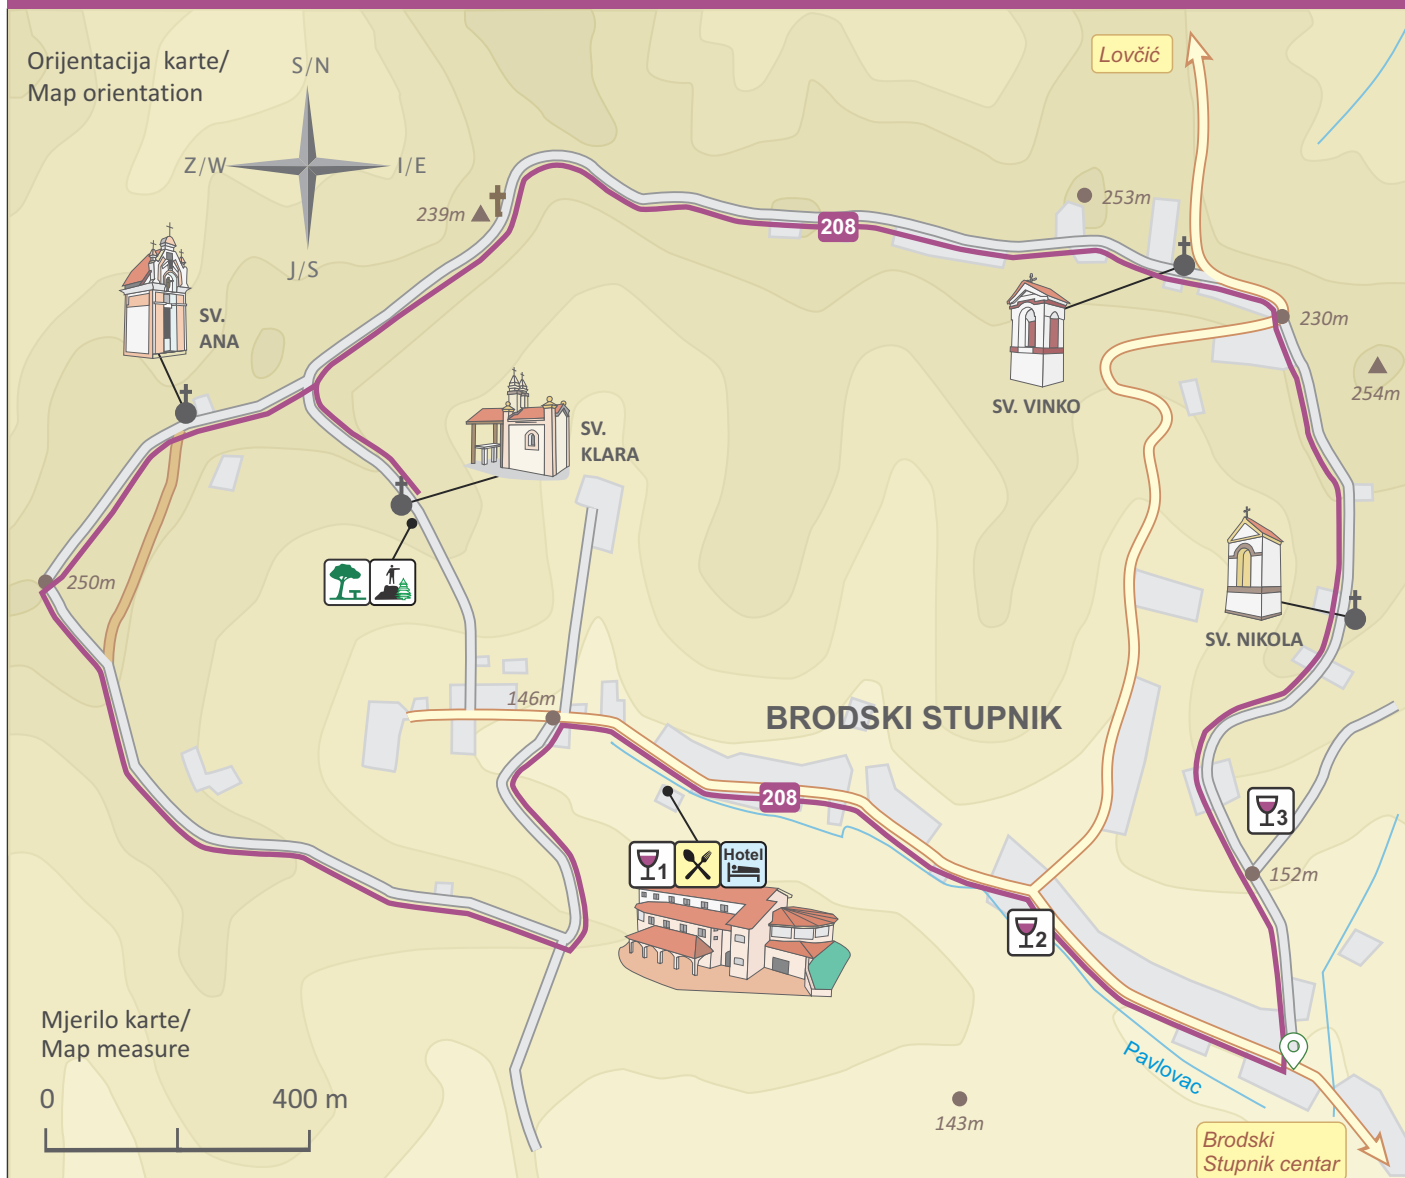 Orijentacija karte/
Map orientation
S/N
Z/W
I/E
J/S
Lovčić
239m
253m
208
SV.
ANA
230m
254m
SV. VINKO
SV.
KLARA
250m
SV. NIKOLA
146m
BRODSKI STUPNIK
208
3
1
Hotel
152m
2
Mjerilo karte/
Map measure
0
400 m
Pavlovac
143m
Brodski
Stupnik centar